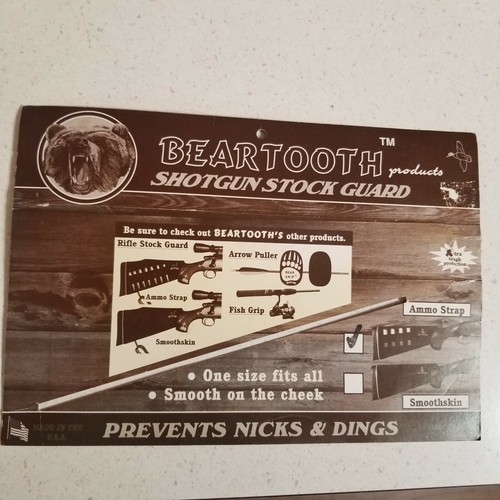 BEARTOOTH™ products
SHOTGUN STOCK GUARD
Be sure to check out BEARTOOTH'S other products.
Rifle Stock Guard
Arrow Puller
BEAR
Ammo Strap
Fish Grip
Smoothskin
Ammo Strap
• One size fits all
• Smooth on the cheek
Smoothskin
MADE IN THE
U.S.A.
PREVENTS NICKS & DINGS